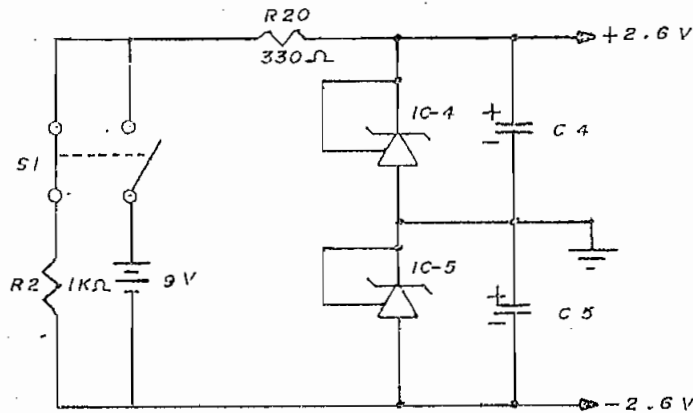 R20
330Ω
+2.6 V
IC-4
+
C 4
-
S1
IC-5
R2
1KΩ
9 V
+
C 5
-
-2.6 V